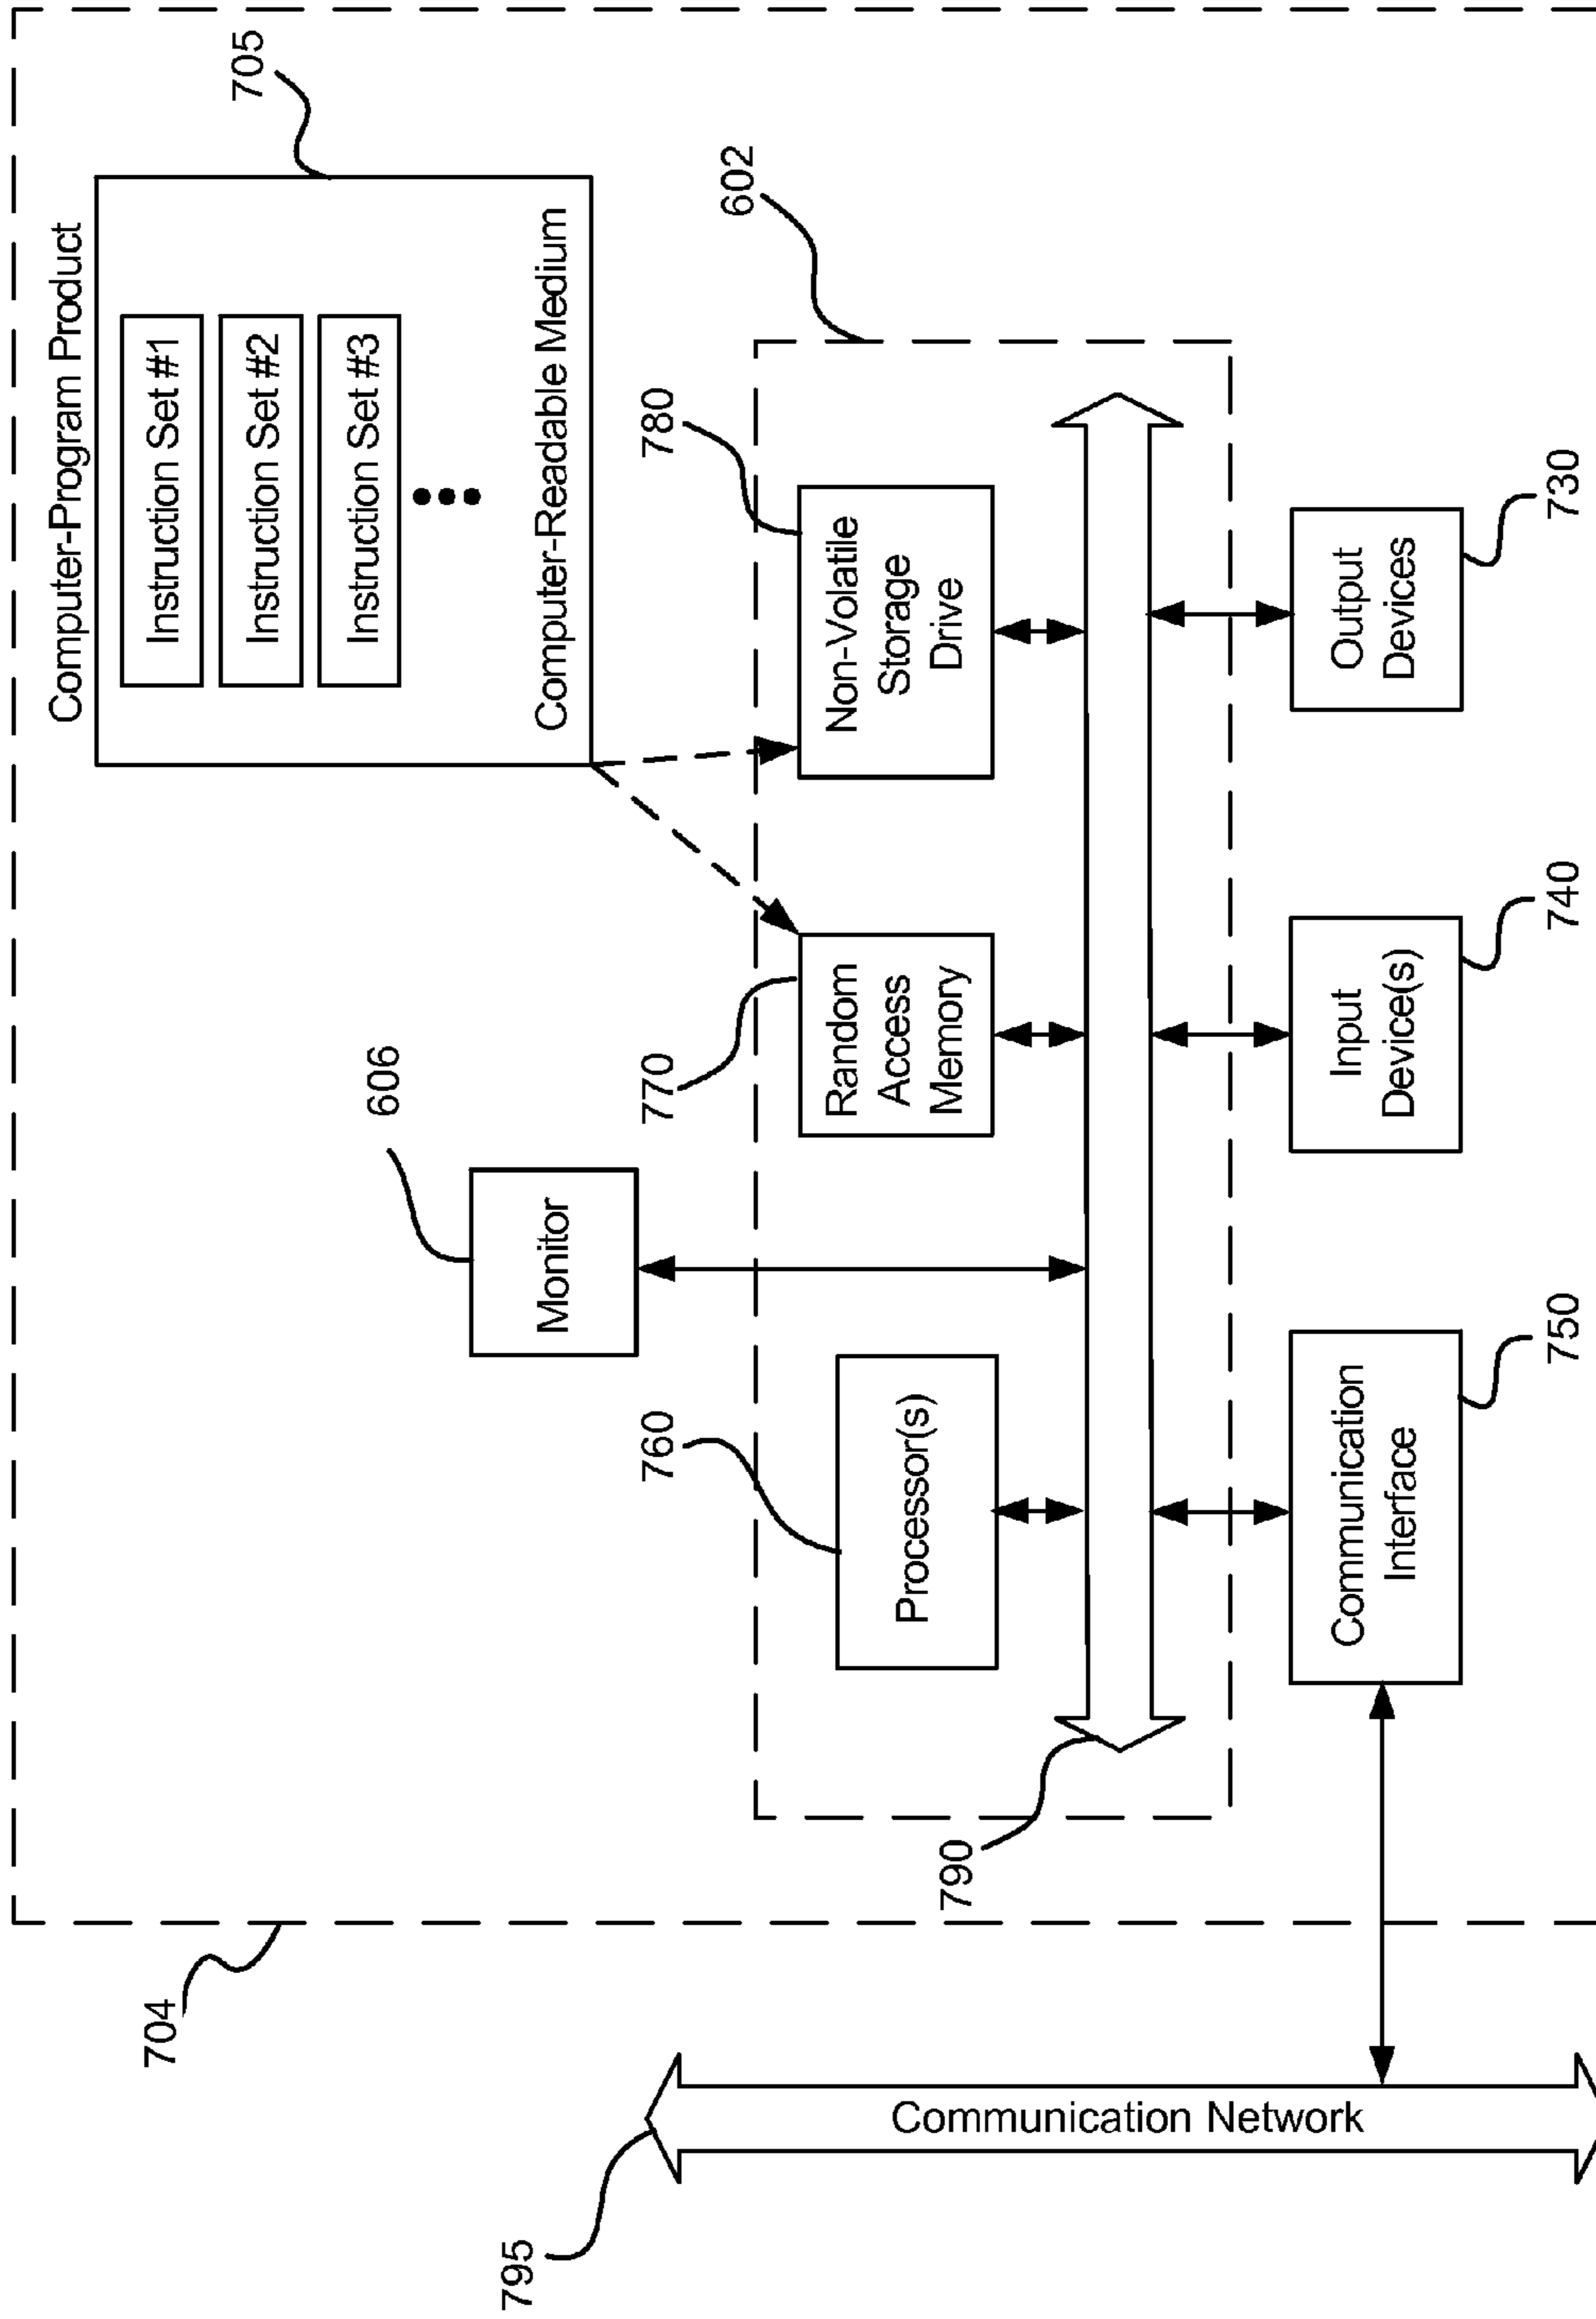 704
Computer-Program Product
705
Instruction Set #1
Instruction Set #2
Instruction Set #3
Computer-Readable Medium
606
Monitor
602
760
770
780
Processor(s)
Random
Access
Memory
Non-Volatile
Storage
Drive
790
795
Communication Network
Communication
Interface
750
Input
Device(s)
740
Output
Devices
730